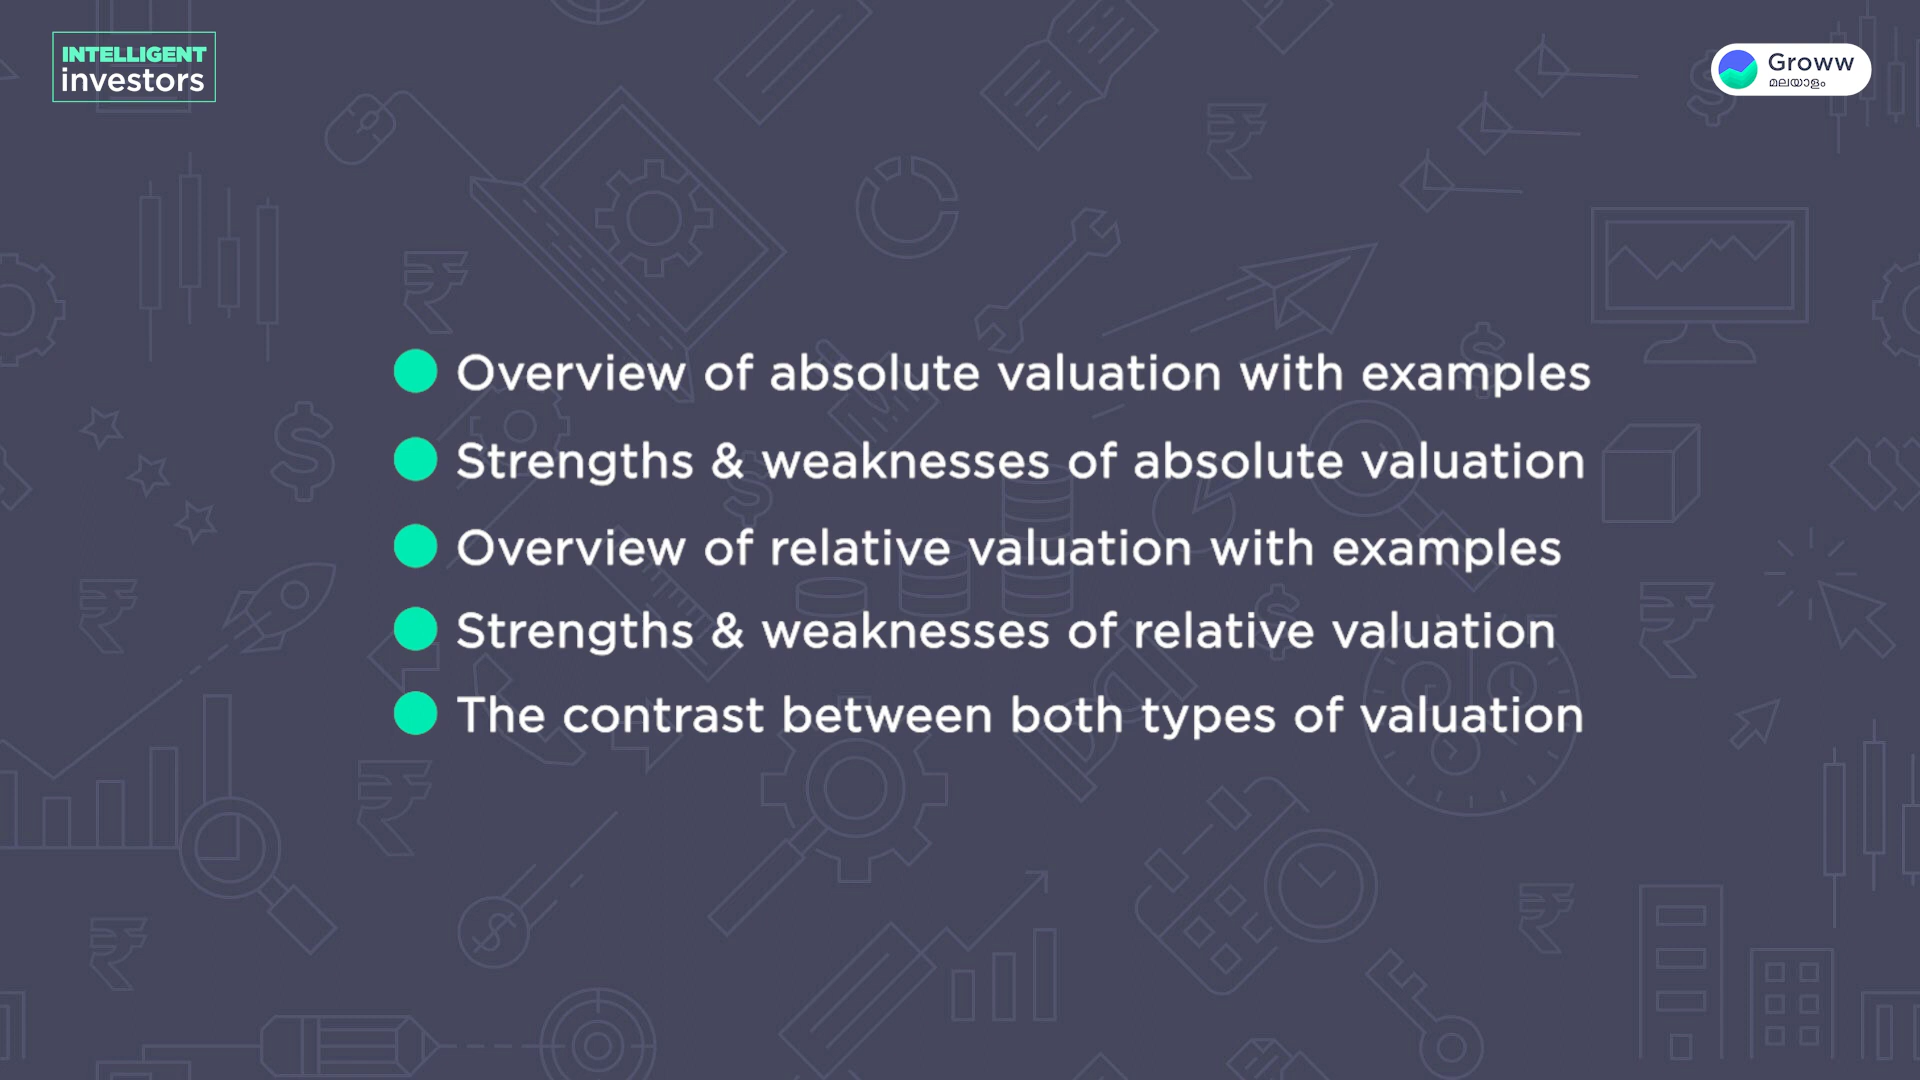 INTELLIGENT
investors
Groww
മലയാളം
Overview of absolute valuation with examples
Strengths & weaknesses of absolute valuation
Overview of relative valuation with examples
Strengths & weaknesses of relative valuation
The contrast between both types of valuation